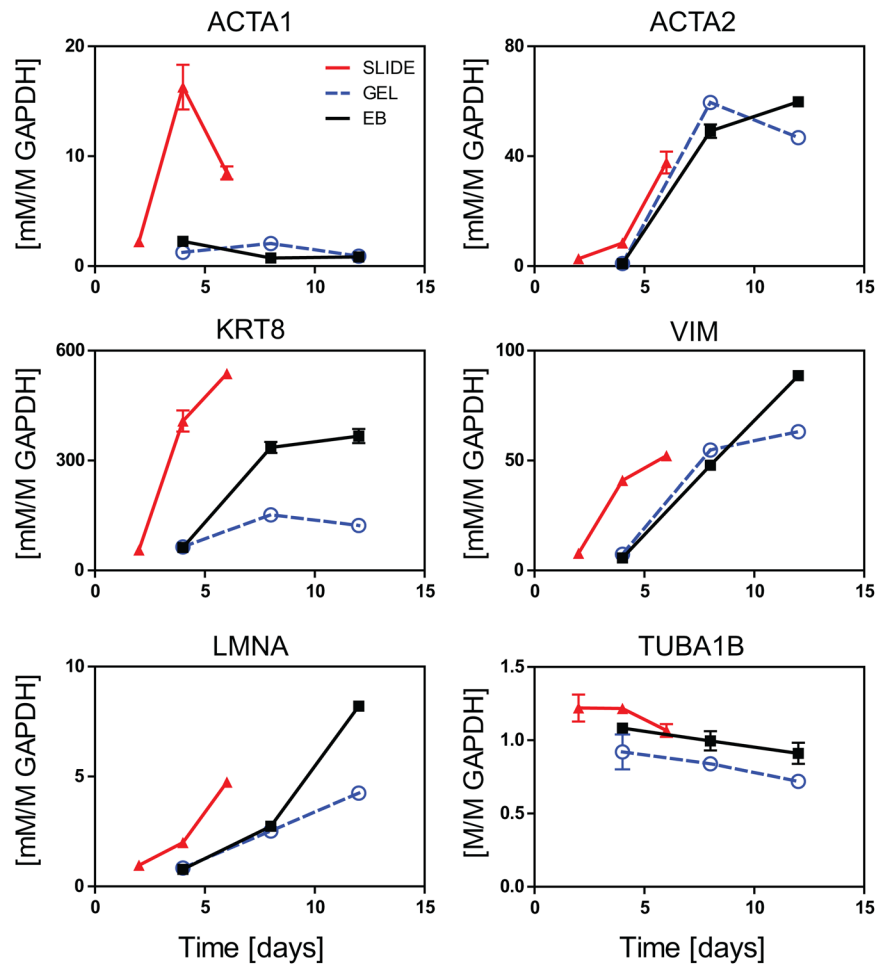 ACTA1
[mM/M GAPDH]
20
10
0
0 5 10 15
SLIDE
GEL
EB
ACTA2
[mM/M GAPDH]
80
40
0
0 5 10 15
KRT8
[mM/M GAPDH]
600
300
0
0 5 10 15
VIM
[mM/M GAPDH]
100
50
0
0 5 10 15
LMNA
[mM/M GAPDH]
10
5
0
0 5 10 15
Time [days]
TUBA1B
[M/M GAPDH]
1.5
1.0
0.5
0.0
0 5 10 15
Time [days]